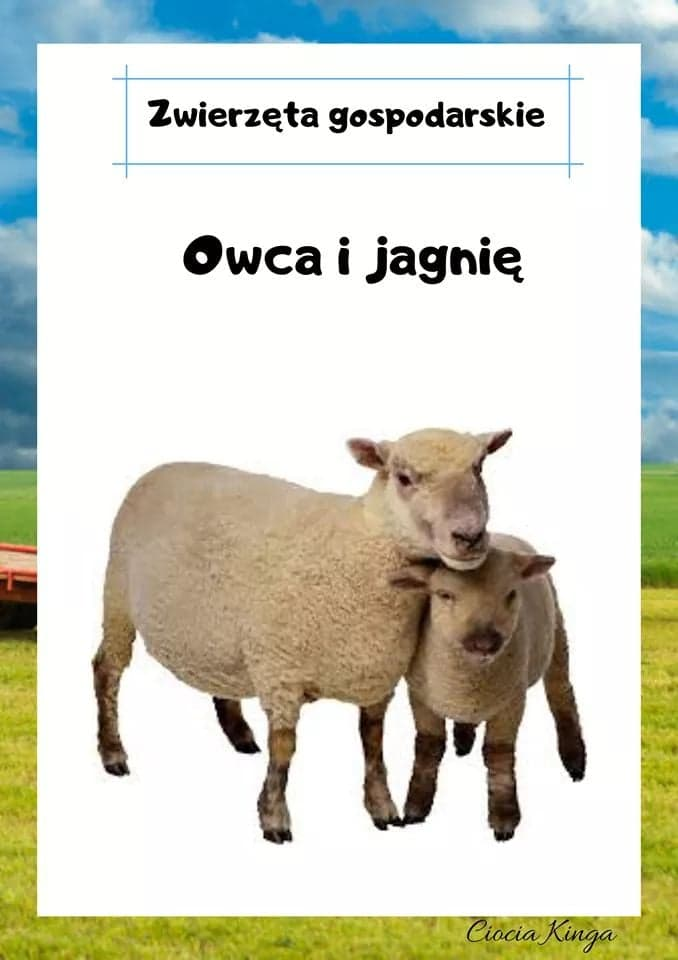 Zwierzęta gospodarskie
Owca i jagnię
Ciocia Kinga